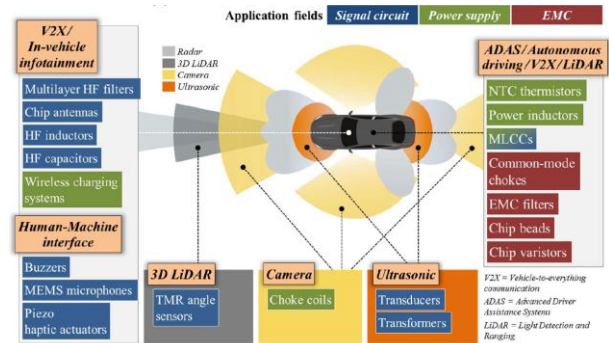 Application fields
Signal circuit
Power supply
EMC
V2X/
In-vehicle
infotainment
Multilayer HF filters
Chip antennas
HF inductors
HF capacitors
Wireless charging
systems
Human-Machine
interface
Buzzers
MEMS microphones
Piezo
haptic actuators
Radar
3D LiDAR
Camera
Ultrasonic
3D LiDAR
TMR angle
sensors
Camera
Choke coils
Ultrasonic
Transducers
Transformers
ADAS/Autonomous
driving/V2X/LiDAR
NTC thermistors
Power inductors
MLCCs
Common-mode
chokes
EMC filters
Chip beads
Chip varistors
V2X = Vehicle-to-everything
communication
ADAS = Advanced Driver
Assistance Systems
LiDAR = Light Detection and
Ranging